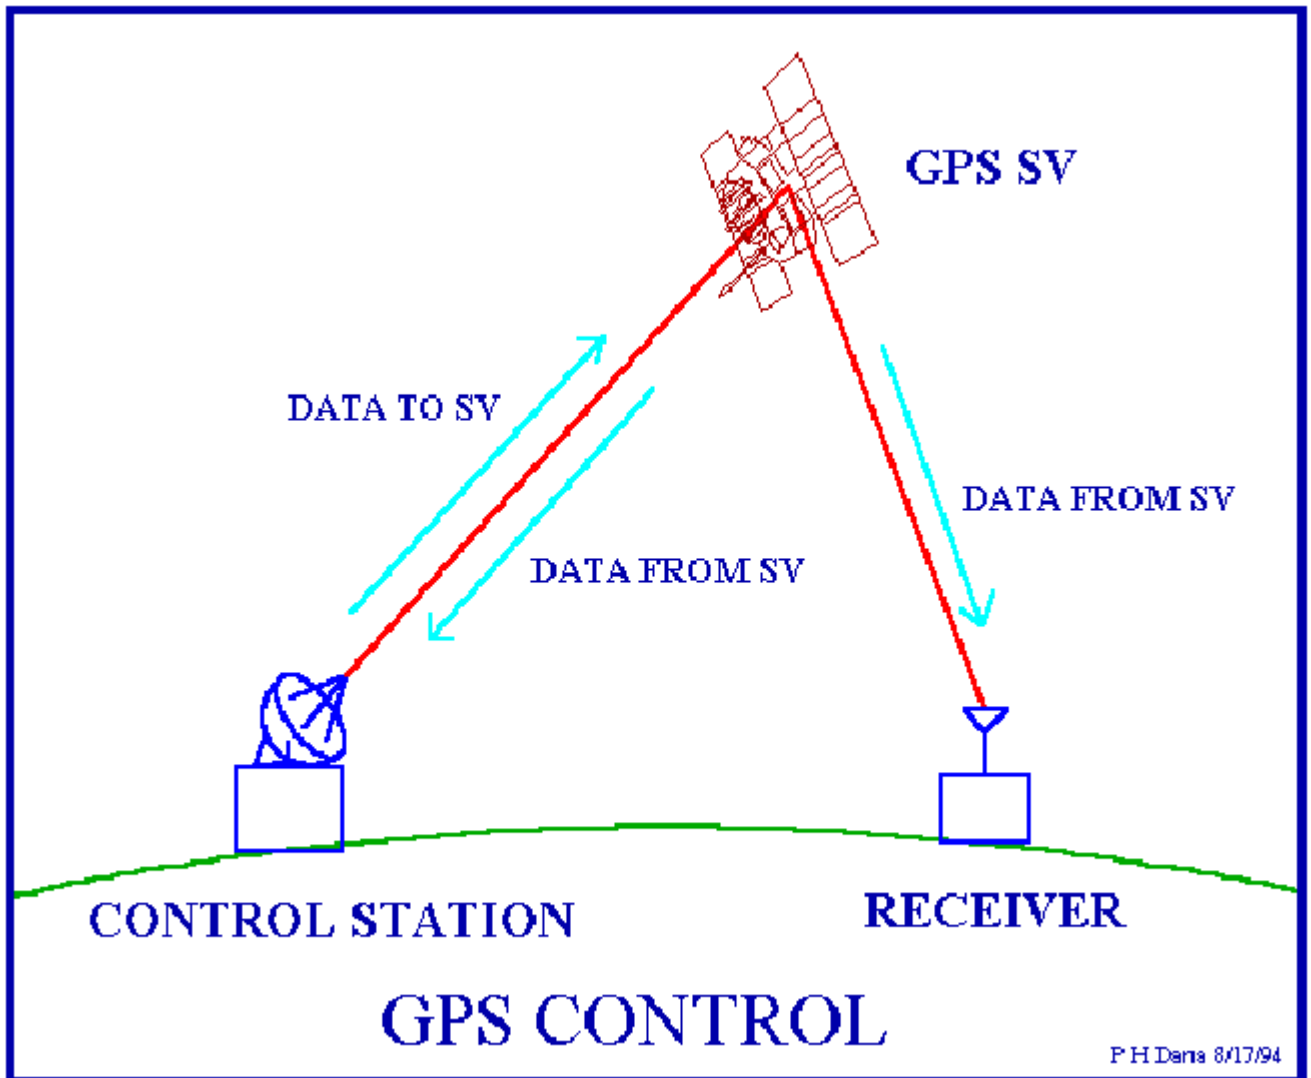 GPS SV
DATA TO SV
DATA FROM SV
DATA FROM SV
CONTROL STATION
RECEIVER
GPS CONTROL
P H Dana 8/17/94